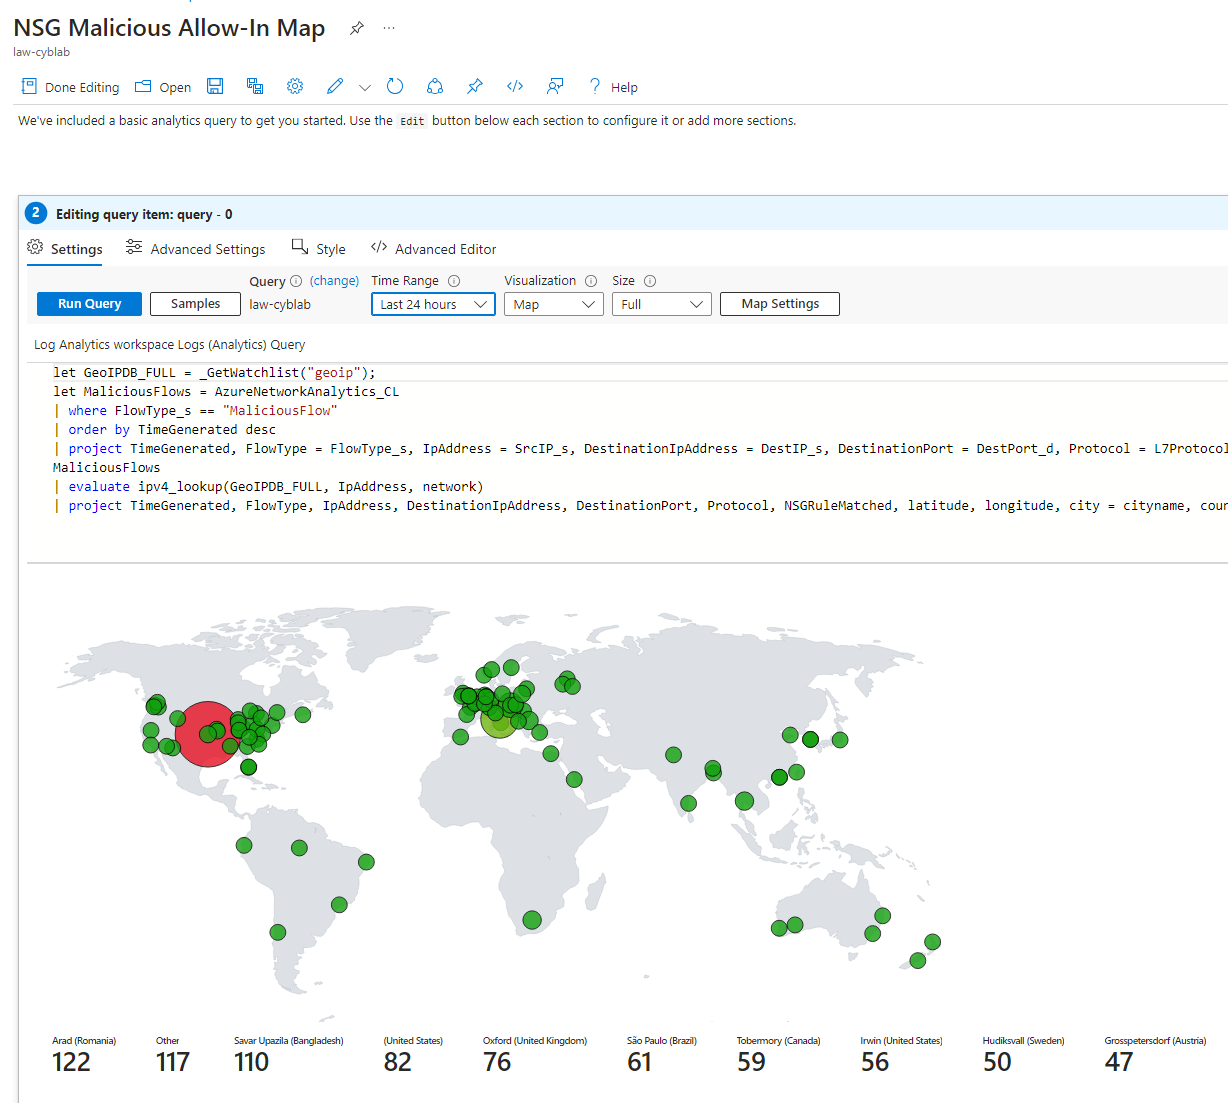 NSG Malicious Allow-In Map
law-cyblab
Done Editing Open Help
We've included a basic analytics query to get you started. Use the Edit button below each section to configure it or add more sections.
2 Editing query item: query - 0
Settings Advanced Settings Style Advanced Editor
Query (change) Time Range Visualization Size
Run Query Samples law-cyblab Last 24 hours Map Full Map Settings
Log Analytics workspace Logs (Analytics) Query
let GeoIPDB_FULL = _GetWatchlist("geoip");
let MaliciousFlows = AzureNetworkAnalytics_CL
| where FlowType_s == "MaliciousFlow"
| order by TimeGenerated desc
| project TimeGenerated, FlowType = FlowType_s, IpAddress = SrcIP_s, DestinationIpAddress = DestIP_s, DestinationPort = DestPort_d, Protocol = L7Protocol
MaliciousFlows
| evaluate ipv4_lookup(GeoIPDB_FULL, IpAddress, network)
| project TimeGenerated, FlowType, IpAddress, DestinationIpAddress, DestinationPort, Protocol, NSGRuleMatched, latitude, longitude, city = cityname, cour
Arad (Romania) Other Savar Upazila (Bangladesh) (United States) Oxford (United Kingdom) São Paulo (Brazil) Tobermory (Canada) Irwin (United States) Hudiksvall (Sweden) Grosspetersdorf (Austria)
122 117 110 82 76 61 59 56 50 47